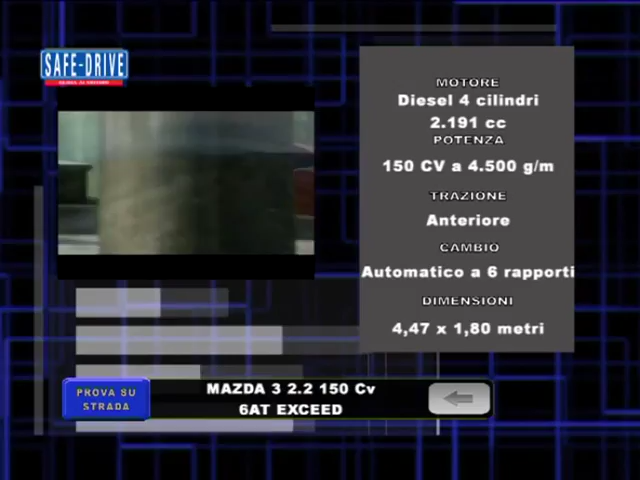 SAFE-DRIVE
MOTORE
Diesel 4 cilindri
2.191 cc
POTENZA
150 CV a 4.500 g/m
TRAZIONE
Anteriore
CAMBIO
Automatico a 6 rapporti
DIMENSIONI
4,47 x 1,80 metri
PROVA SU
STRADA
MAZDA 3 2.2 150 Cv
6AT EXCEED